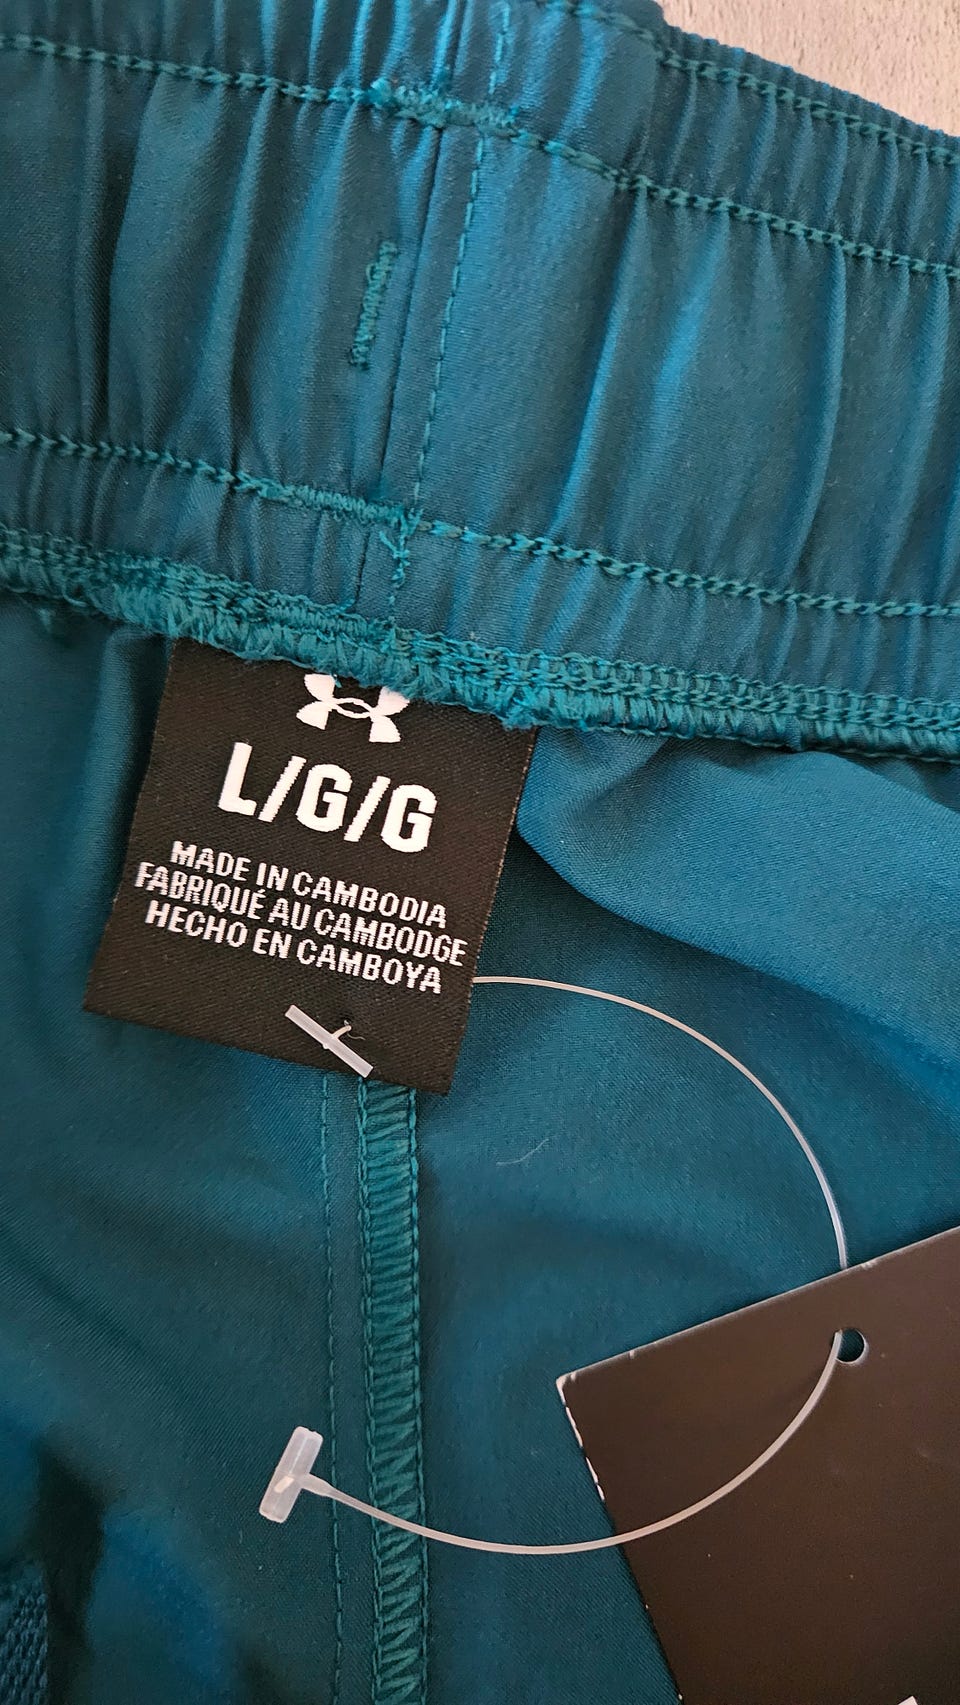 L/G/G
MADE IN CAMBODIA
FABRIQUÉ AU CAMBODGE
HECHO EN CAMBOYA